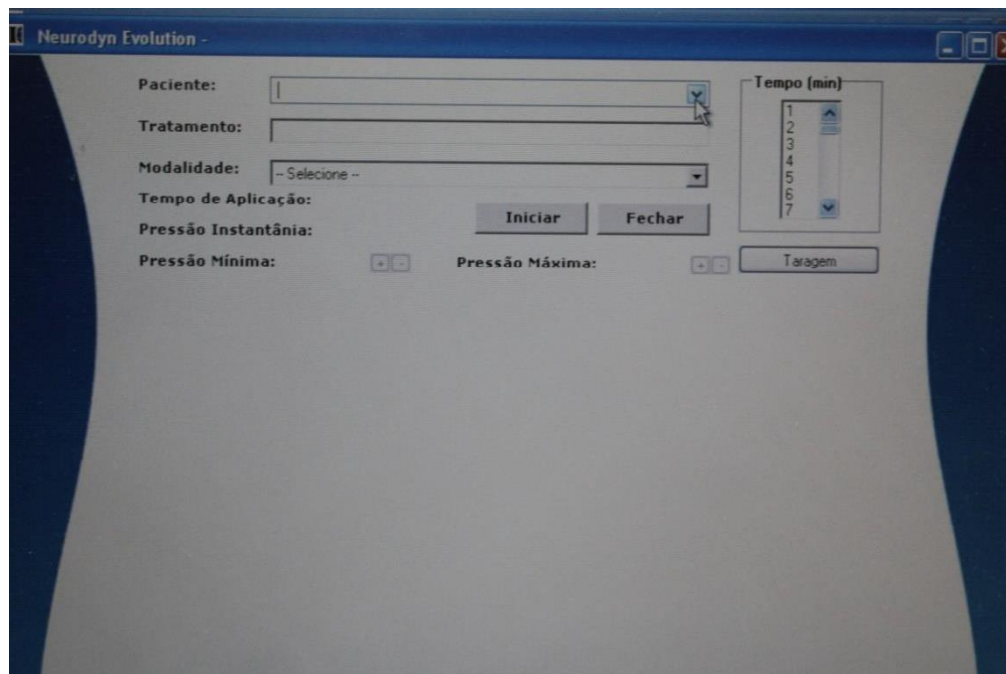 Neurodyn Evolution -
Paciente:
Tempo (min)
Tratamento:
1
2
3
4
5
6
7
Modalidade:
-- Selecione --
Tempo de Aplicação:
Iniciar
Fechar
Pressão Instantânia:
Pressão Mínima:
+ -
Pressão Máxima:
+ -
Taragem